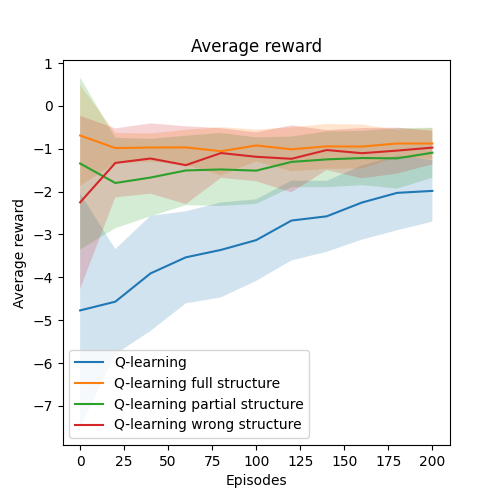 Average reward
Average reward
1
0
−1
−2
−3
−4
−5
−6
−7
0
25
50
75
100
125
150
175
200
Episodes
Q-learning
Q-learning full structure
Q-learning partial structure
Q-learning wrong structure